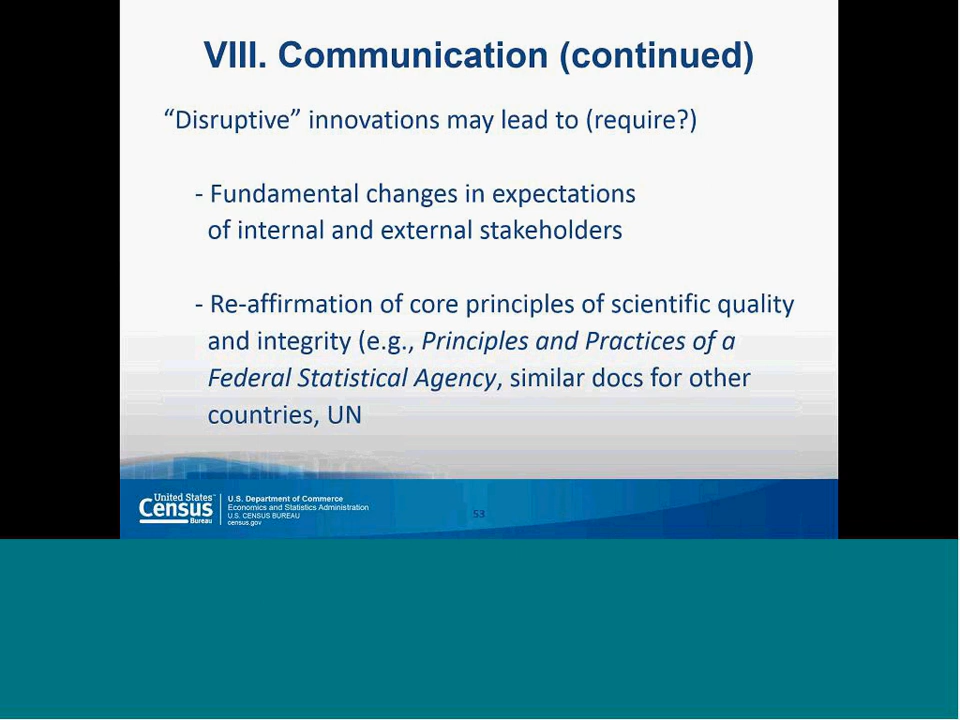 VIII. Communication (continued)
“Disruptive” innovations may lead to (require?)
- Fundamental changes in expectations
of internal and external stakeholders
- Re-affirmation of core principles of scientific quality
and integrity (e.g., Principles and Practices of a
Federal Statistical Agency, similar docs for other
countries, UN
United States™
Census
Bureau
U.S. Department of Commerce
Economics and Statistics Administration
U.S. CENSUS BUREAU
census.gov
53